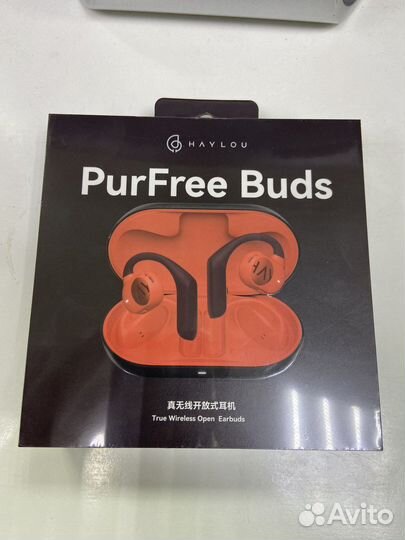 HAYLOU
PurFree Buds
真无线开放式耳机
True Wireless Open Earbuds
Avito